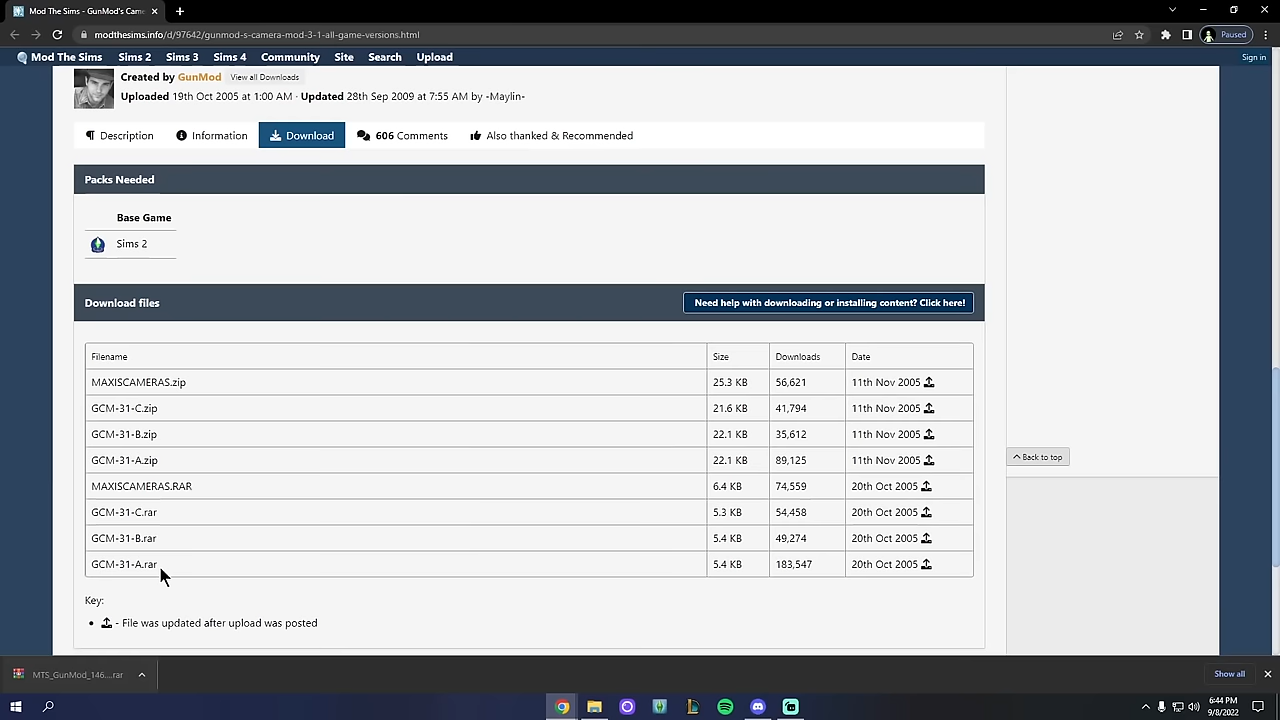 Mod The Sims - GunMod's Camera
modthesims.info/d/97642/gunmod-s-camera-mod-3-1-all-game-versions.html
Paused
Mod The Sims Sims 2 Sims 3 Sims 4 Community Site Search Upload Sign in
Created by GunMod View all Downloads
Uploaded 19th Oct 2005 at 1:00 AM · Updated 28th Sep 2009 at 7:55 AM by -Maylin-
Description Information Download 606 Comments Also thanked & Recommended
Packs Needed
Base Game
Sims 2
Download files Need help with downloading or installing content? Click here!
Filename Size Downloads Date
MAXISCAMERAS.zip 25.3 KB 56,621 11th Nov 2005
GCM-31-C.zip 21.6 KB 41,794 11th Nov 2005
GCM-31-B.zip 22.1 KB 35,612 11th Nov 2005
Back to top
GCM-31-A.zip 22.1 KB 89,125 11th Nov 2005
MAXISCAMERAS.RAR 6.4 KB 74,559 20th Oct 2005
GCM-31-C.rar 5.3 KB 54,458 20th Oct 2005
GCM-31-B.rar 5.4 KB 49,274 20th Oct 2005
GCM-31-A.rar 5.4 KB 183,547 20th Oct 2005
Key:
- File was updated after upload was posted
MTS_GunMod_146....rar Show all
6:44 PM
9/8/2022